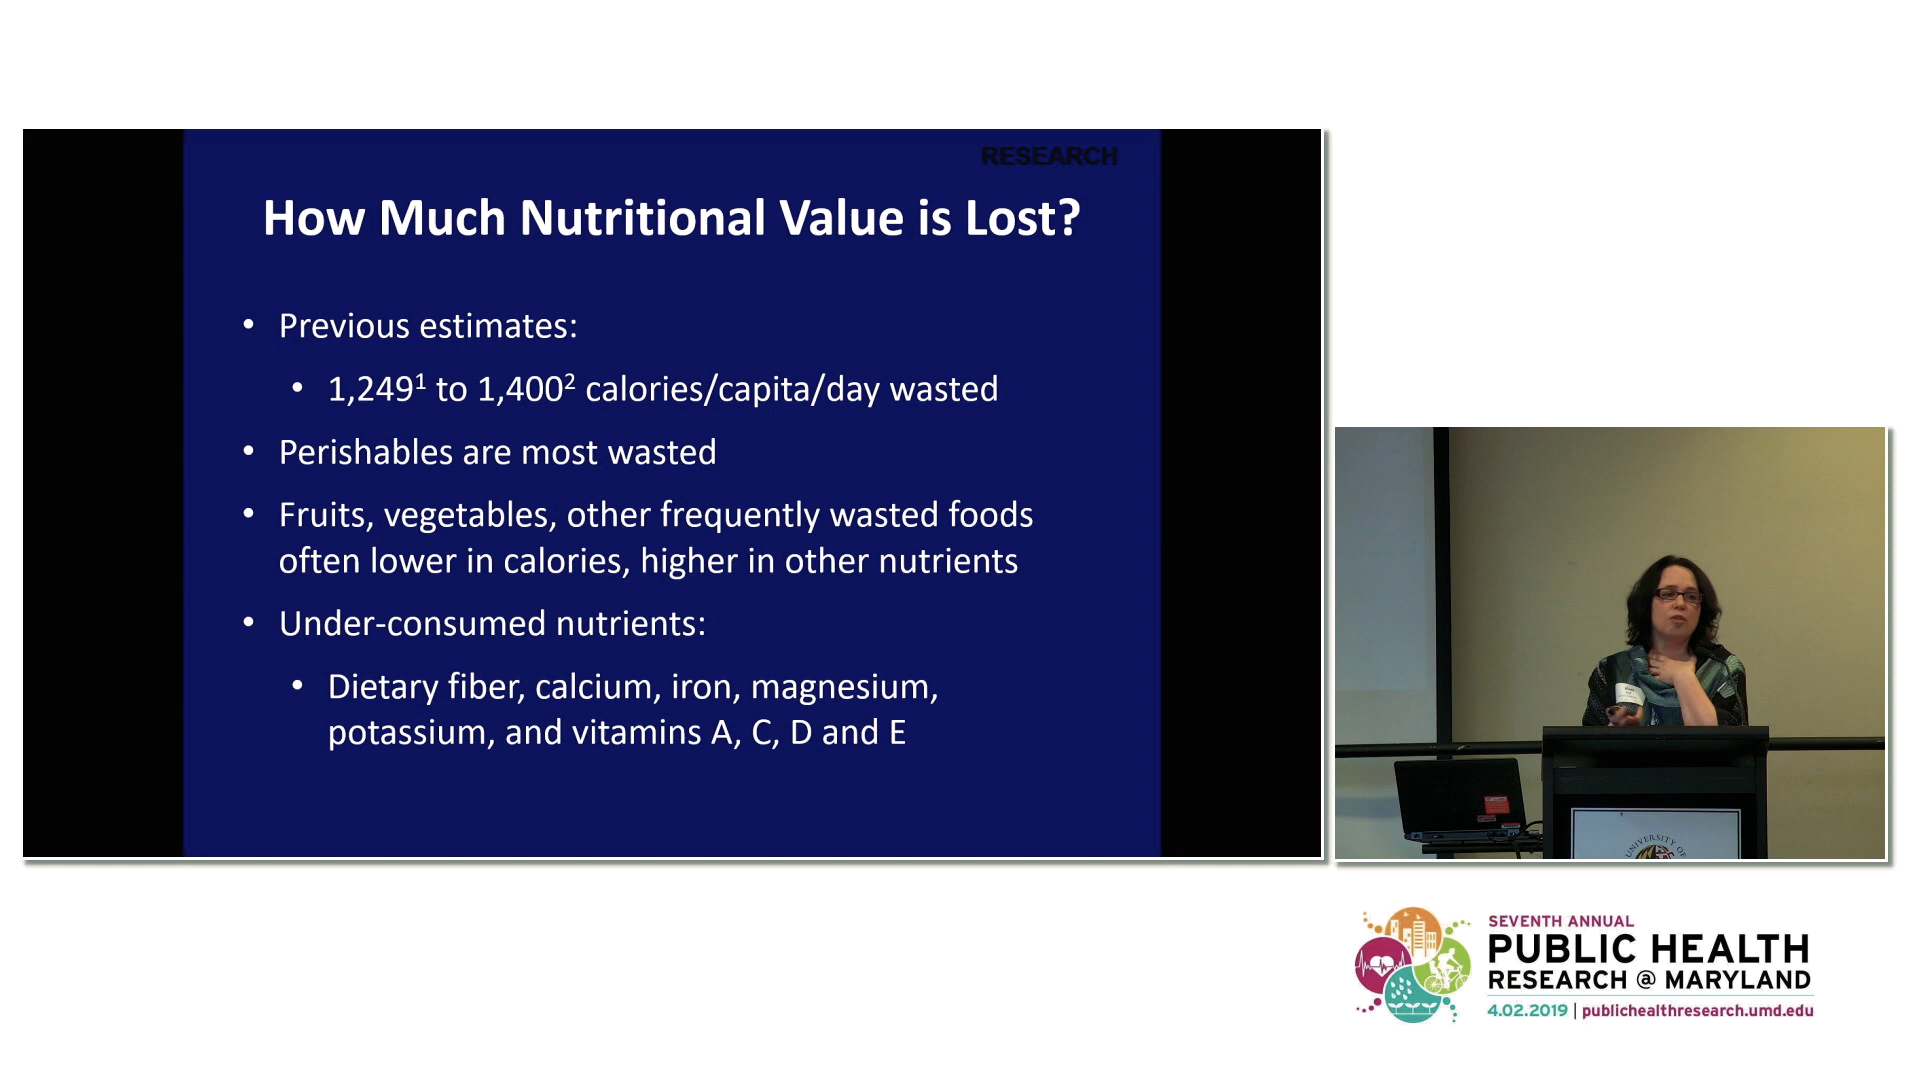 RESEARCH
How Much Nutritional Value is Lost?
• Previous estimates:
• 1,249¹ to 1,400² calories/capita/day wasted
• Perishables are most wasted
• Fruits, vegetables, other frequently wasted foods
often lower in calories, higher in other nutrients
• Under-consumed nutrients:
• Dietary fiber, calcium, iron, magnesium,
potassium, and vitamins A, C, D and E
UNIVERSITY OF
SEVENTH ANNUAL
PUBLIC HEALTH
RESEARCH @ MARYLAND
4.02.2019 | publichealthresearch.umd.edu